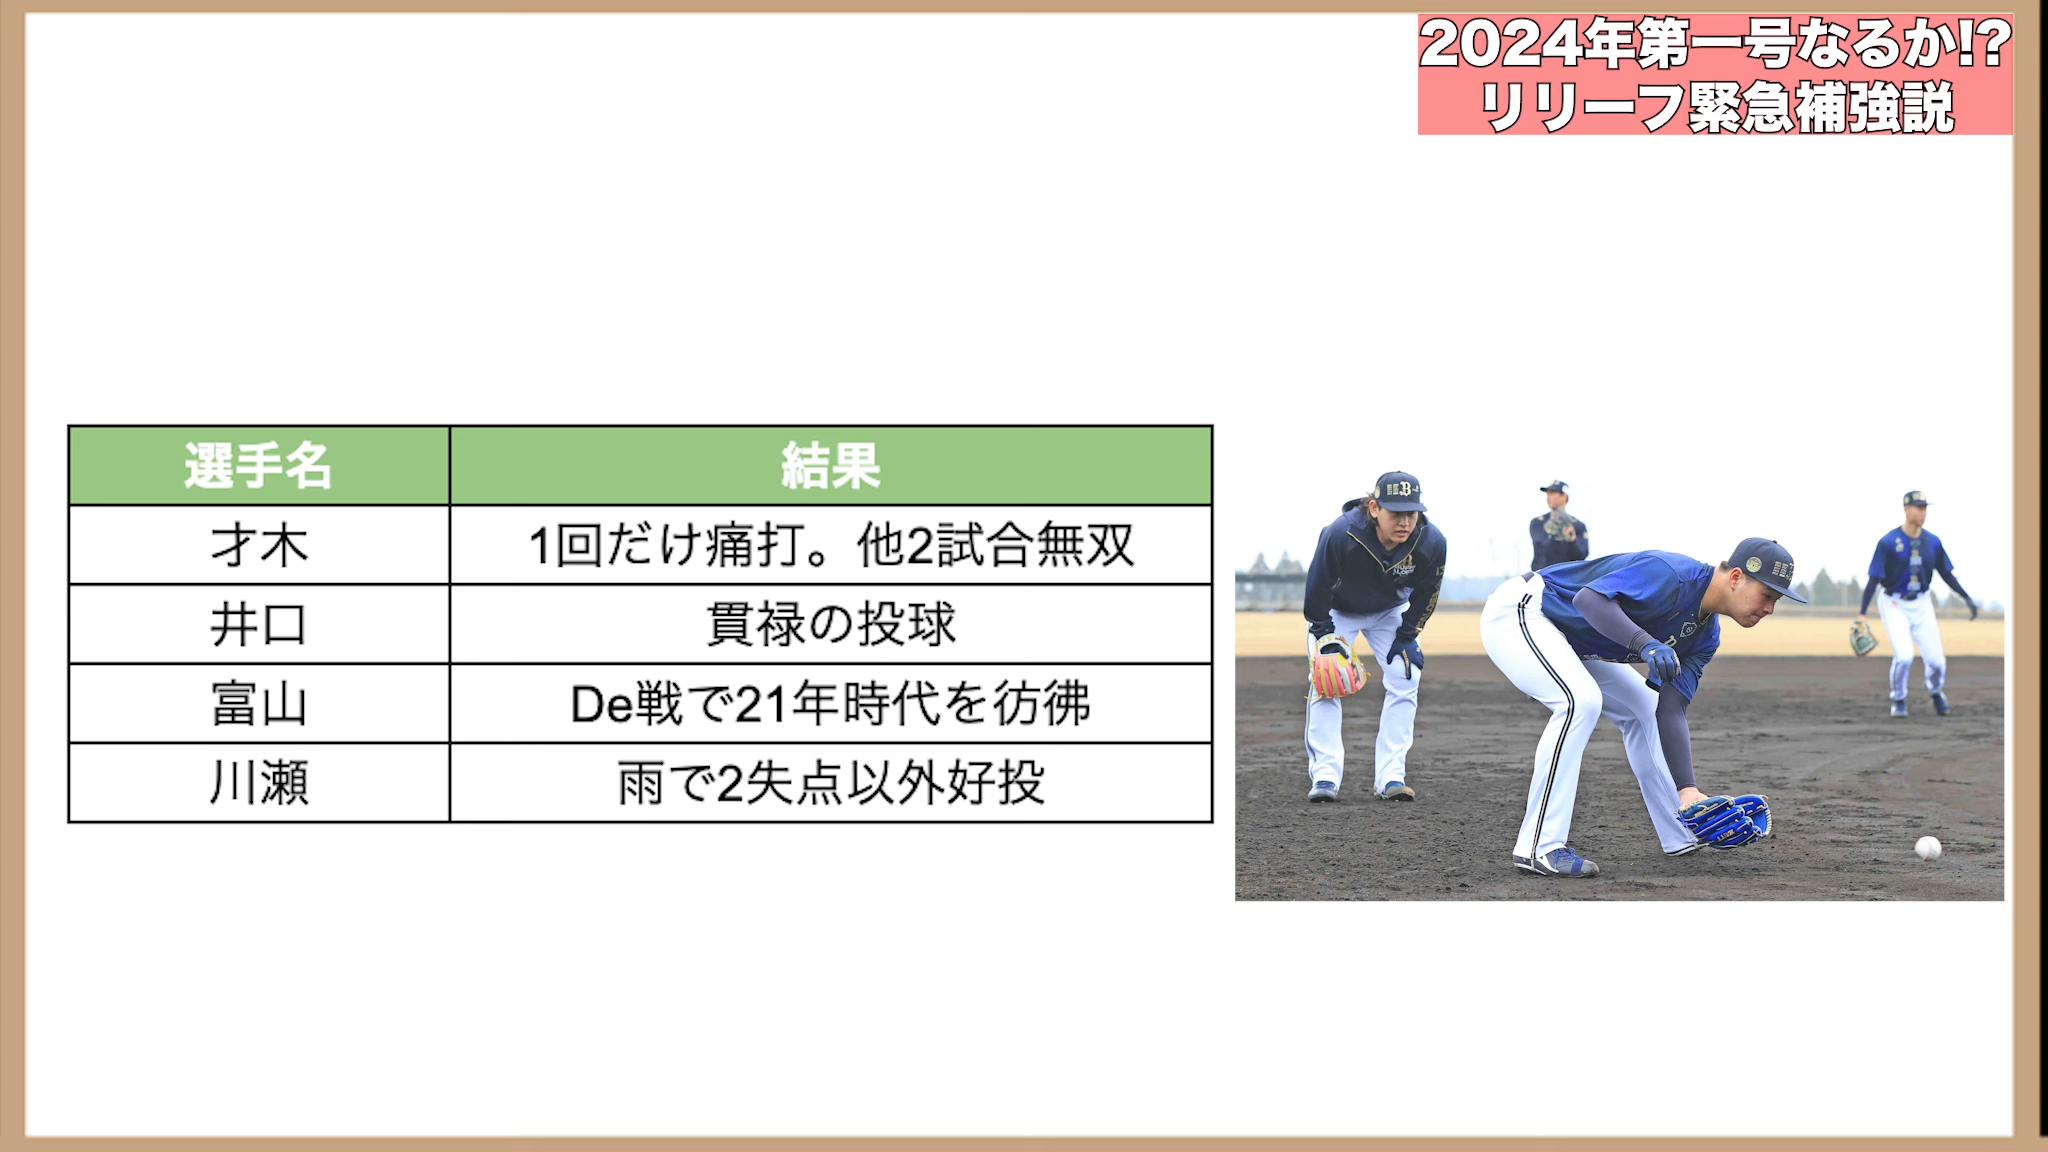 2024年第一号なるか!?
リリーフ緊急補強説
選手名 結果
才木 1回だけ痛打。他2試合無双
井口 貫禄の投球
富山 De戦で21年時代を彷彿
川瀬 雨で2失点以外好投
B